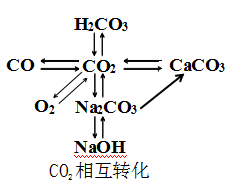 H₂CO₃
CO CO₂ CaCO₃
O₂ Na₂CO₃
NaOH
CO₂相互转化